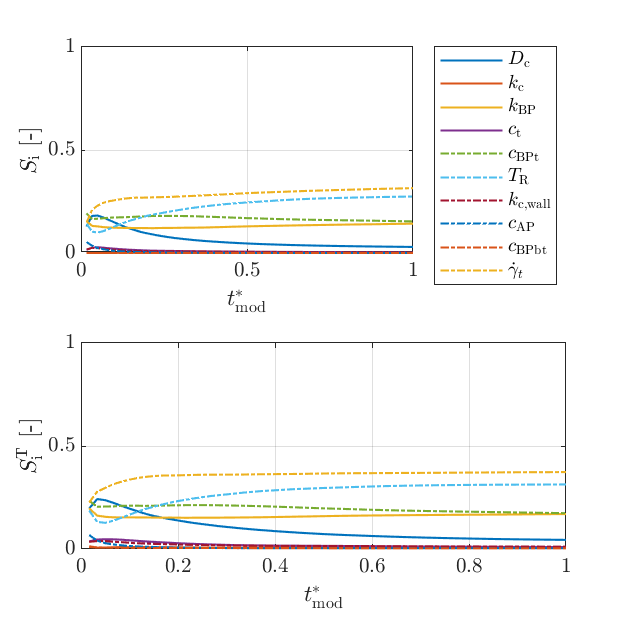 1
0.5
0
S_i [-]
0 0.5 1
t*_mod
D_c
k_c
k_BP
c_t
c_BPt
T_R
k_c,wall
c_AP
c_BPbt
γ̇_t
1
0.5
0
S_i^T [-]
0 0.2 0.4 0.6 0.8 1
t*_mod